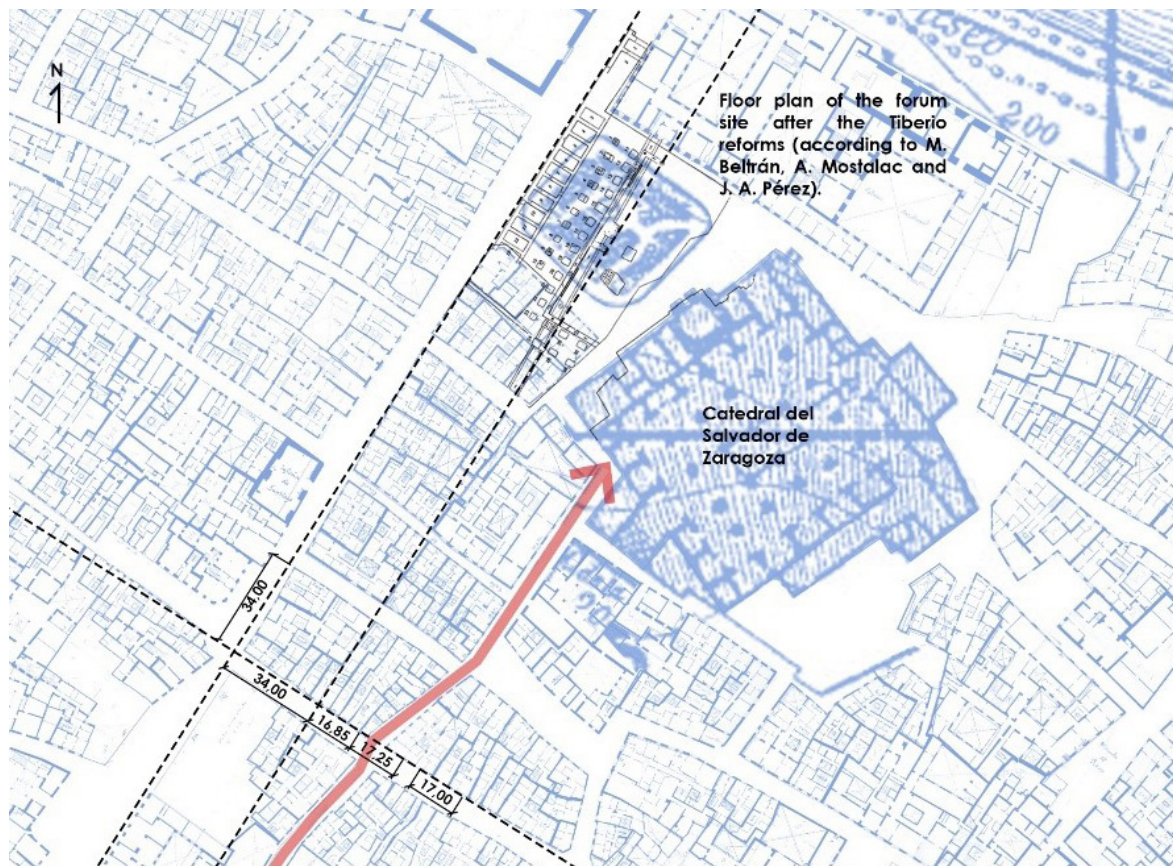 N
Floor plan of the forum
site after the Tiberio
reforms (according to M.
Beltrán, A. Mostalac and
J. A. Pérez).
200
Catedral del
Salvador de
Zaragoza
34.00
34.00
16.85
17.25
17.00